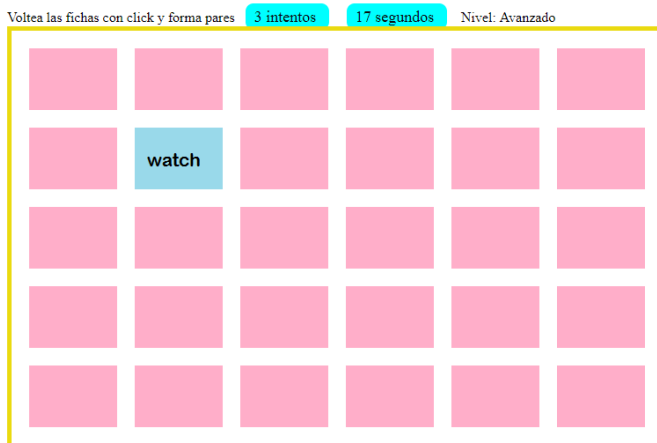 Voltea las fichas con click y forma pares 3 intentos 17 segundos Nivel: Avanzado
watch